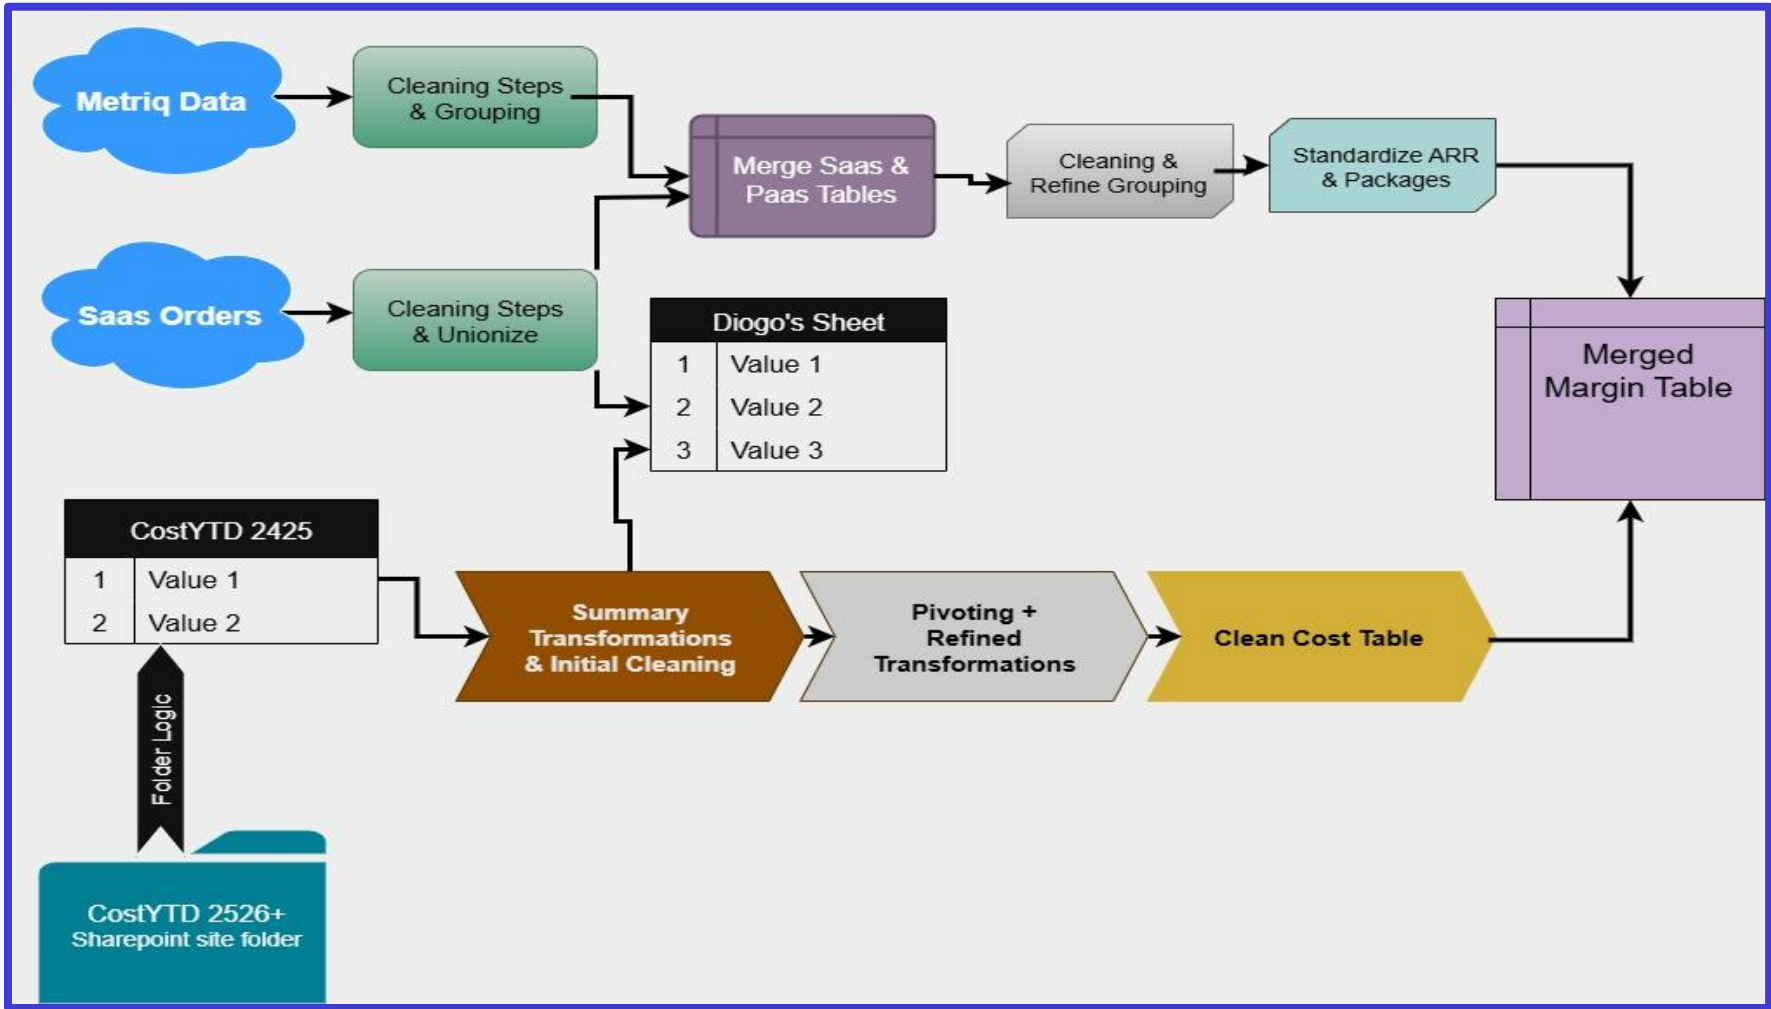 Metriq Data
Cleaning Steps
& Grouping
Merge Saas &
Paas Tables
Cleaning &
Refine Grouping
Standardize ARR
& Packages
Saas Orders
Cleaning Steps
& Unionize
Diogo's Sheet
1 Value 1
2 Value 2
3 Value 3
Merged
Margin Table
CostYTD 2425
1 Value 1
2 Value 2
Summary
Transformations
& Initial Cleaning
Pivoting +
Refined
Transformations
Clean Cost Table
Folder Logic
CostYTD 2526+
Sharepoint site folder